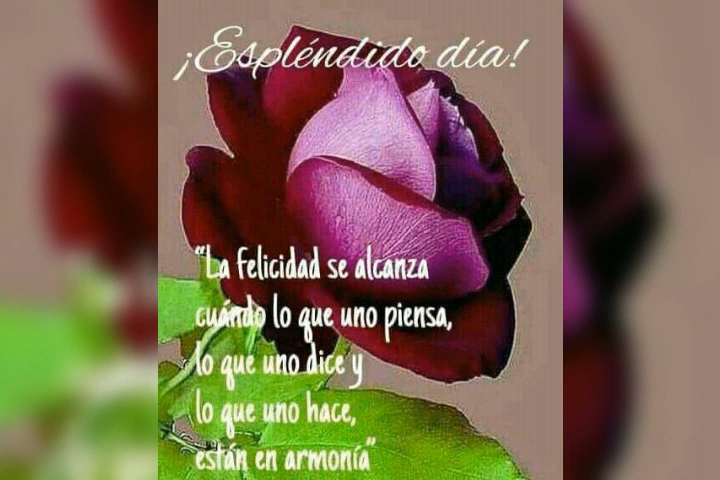 ¡Espléndido día!
“La felicidad se alcanza
cuándo lo que uno piensa,
lo que uno dice y
lo que uno hace,
están en armonía”